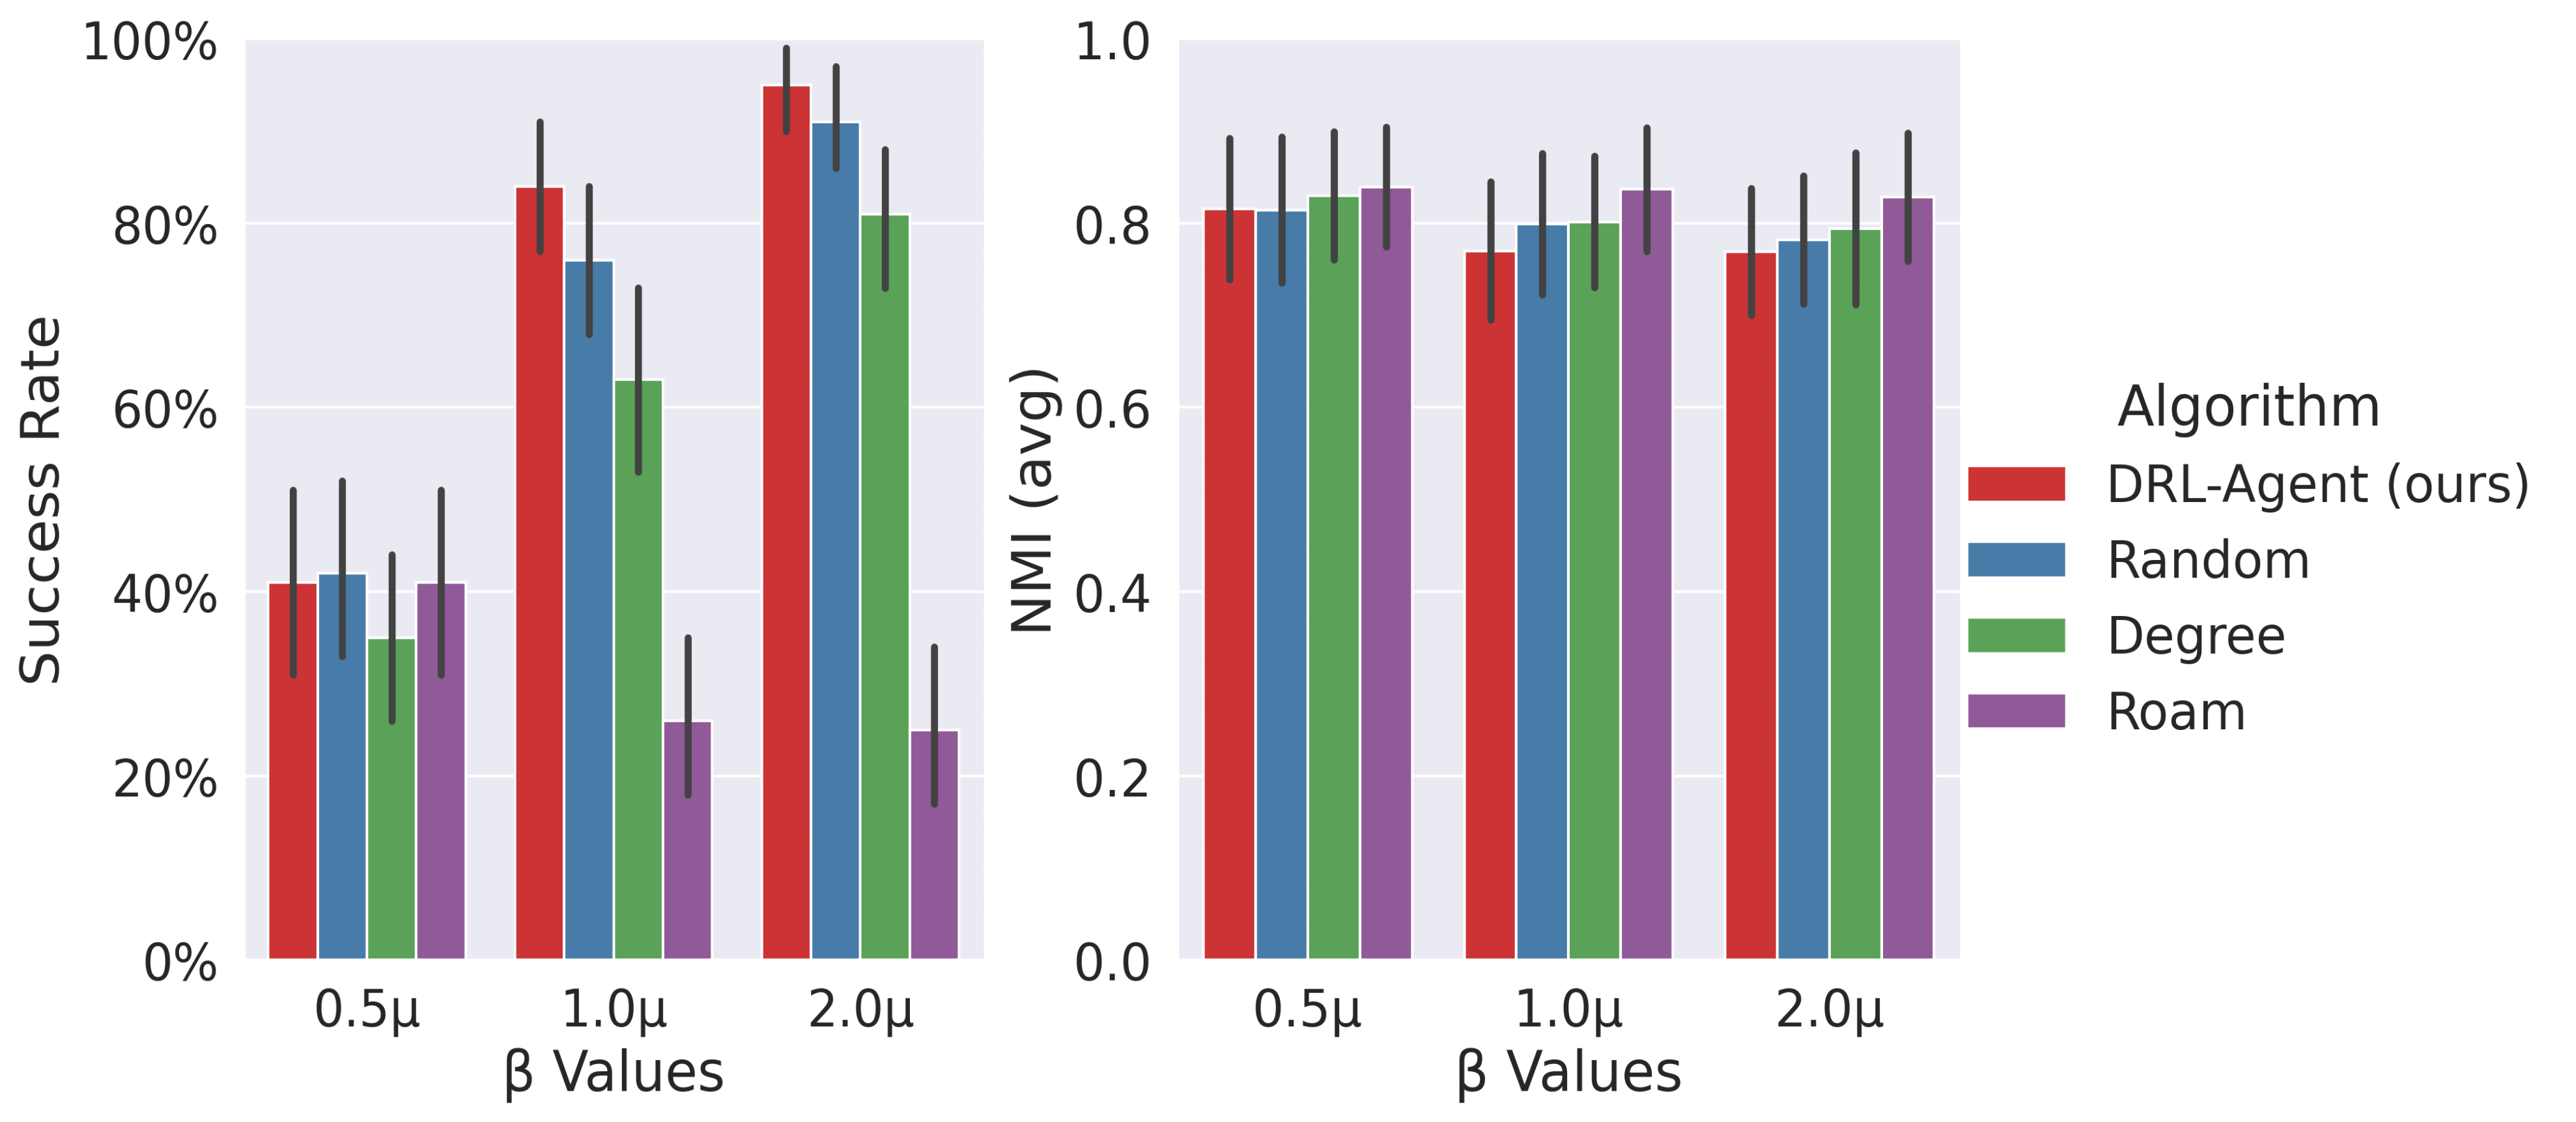 100%
80%
60%
40%
20%
0%
Success Rate
0.5μ 1.0μ 2.0μ
β Values
1.0
0.8
0.6
0.4
0.2
0.0
NMI (avg)
0.5μ 1.0μ 2.0μ
β Values
Algorithm
DRL-Agent (ours)
Random
Degree
Roam